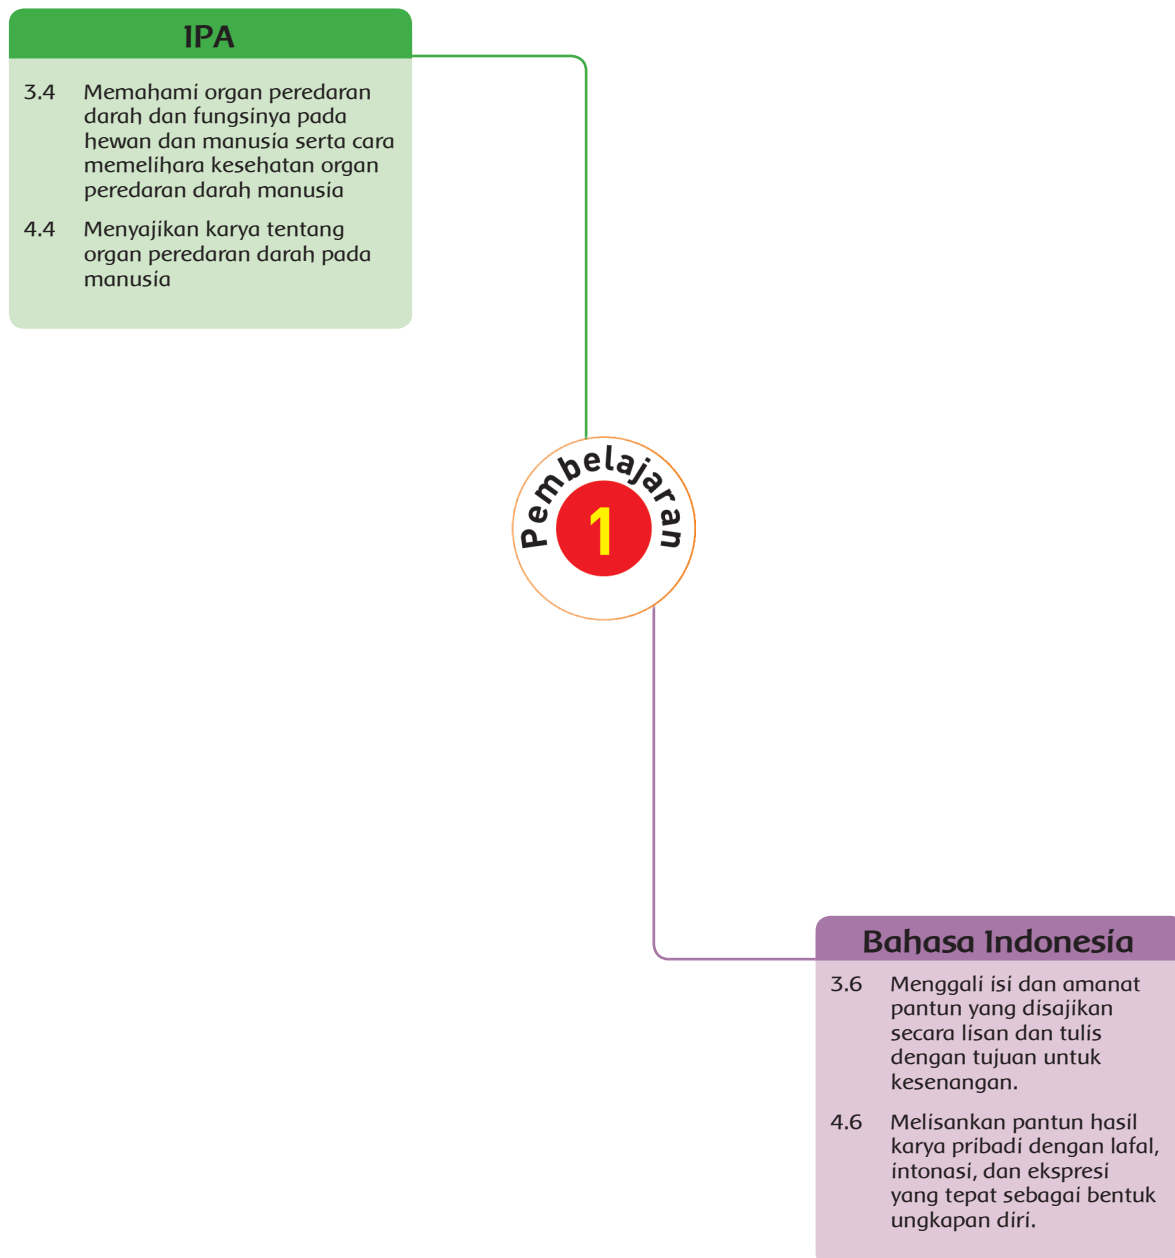 IPA
3.4 Memahami organ peredaran
darah dan fungsinya pada
hewan dan manusia serta cara
memelihara kesehatan organ
peredaran darah manusia
4.4 Menyajikan karya tentang
organ peredaran darah pada
manusia
Pembelajaran
1
Bahasa Indonesia
3.6 Menggali isi dan amanat
pantun yang disajikan
secara lisan dan tulis
dengan tujuan untuk
kesenangan.
4.6 Melisankan pantun hasil
karya pribadi dengan lafal,
intonasi, dan ekspresi
yang tepat sebagai bentuk
ungkapan diri.